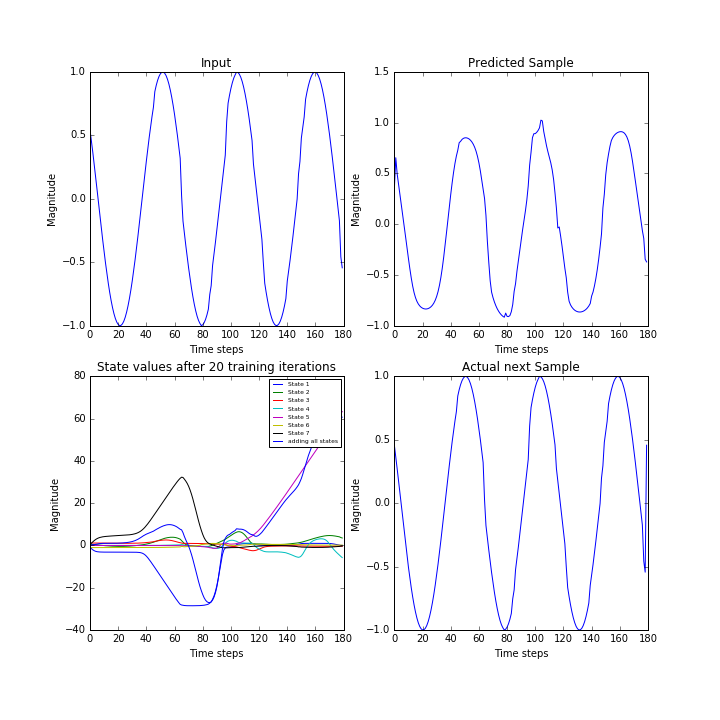 Input
Magnitude
1.0
0.5
0.0
−0.5
−1.0
0 20 40 60 80 100 120 140 160 180
Time steps
Predicted Sample
Magnitude
1.5
1.0
0.5
0.0
−0.5
−1.0
0 20 40 60 80 100 120 140 160 180
Time steps
State values after 20 training iterations
Magnitude
80
60
40
20
0
−20
−40
State 1
State 2
State 3
State 4
State 5
State 6
State 7
adding all states
0 20 40 60 80 100 120 140 160 180
Time steps
Actual next Sample
Magnitude
1.0
0.5
0.0
−0.5
−1.0
0 20 40 60 80 100 120 140 160 180
Time steps